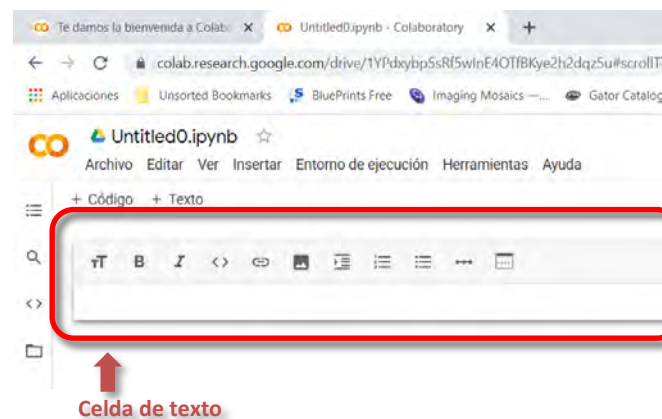 Te damos la bienvenida a Colab
Untitled0.ipynb - Colaboratory
colab.research.google.com/drive/1YPdxybp5sRf5wInE4OTfBKye2h2dqz5u#scrollT
Aplicaciones Unsorted Bookmarks BluePrints Free Imaging Mosaics —... Gator Catalog
Untitled0.ipynb
Archivo Editar Ver Insertar Entorno de ejecución Herramientas Ayuda
+ Código + Texto
Celda de texto